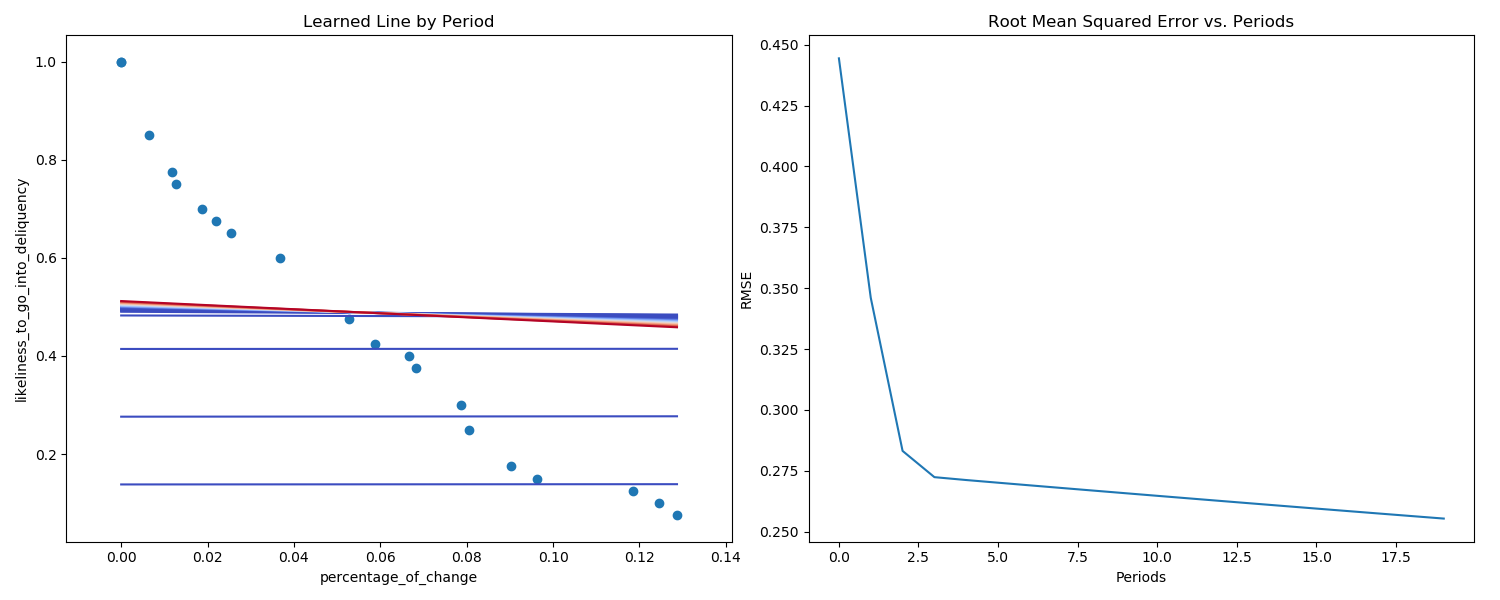 Learned Line by Period
likeliness_to_go_into_deliquency
1.0
0.8
0.6
0.4
0.2
0.00 0.02 0.04 0.06 0.08 0.10 0.12 0.14
percentage_of_change
Root Mean Squared Error vs. Periods
RMSE
0.450
0.425
0.400
0.375
0.350
0.325
0.300
0.275
0.250
0.0 2.5 5.0 7.5 10.0 12.5 15.0 17.5
Periods